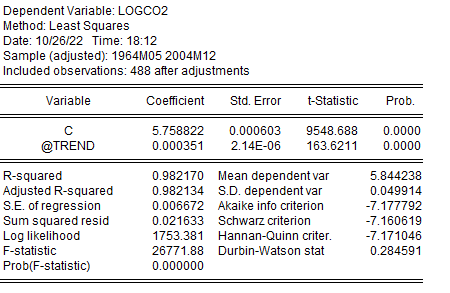 Dependent Variable: LOGCO2
Method: Least Squares
Date: 10/26/22 Time: 18:12
Sample (adjusted): 1964M05 2004M12
Included observations: 488 after adjustments
Variable Coefficient Std. Error t-Statistic Prob.
C 5.758822 0.000603 9548.688 0.0000
@TREND 0.000351 2.14E-06 163.6211 0.0000
R-squared 0.982170 Mean dependent var 5.844238
Adjusted R-squared 0.982134 S.D. dependent var 0.049914
S.E. of regression 0.006672 Akaike info criterion -7.177792
Sum squared resid 0.021633 Schwarz criterion -7.160619
Log likelihood 1753.381 Hannan-Quinn criter. -7.171046
F-statistic 26771.88 Durbin-Watson stat 0.284591
Prob(F-statistic) 0.000000